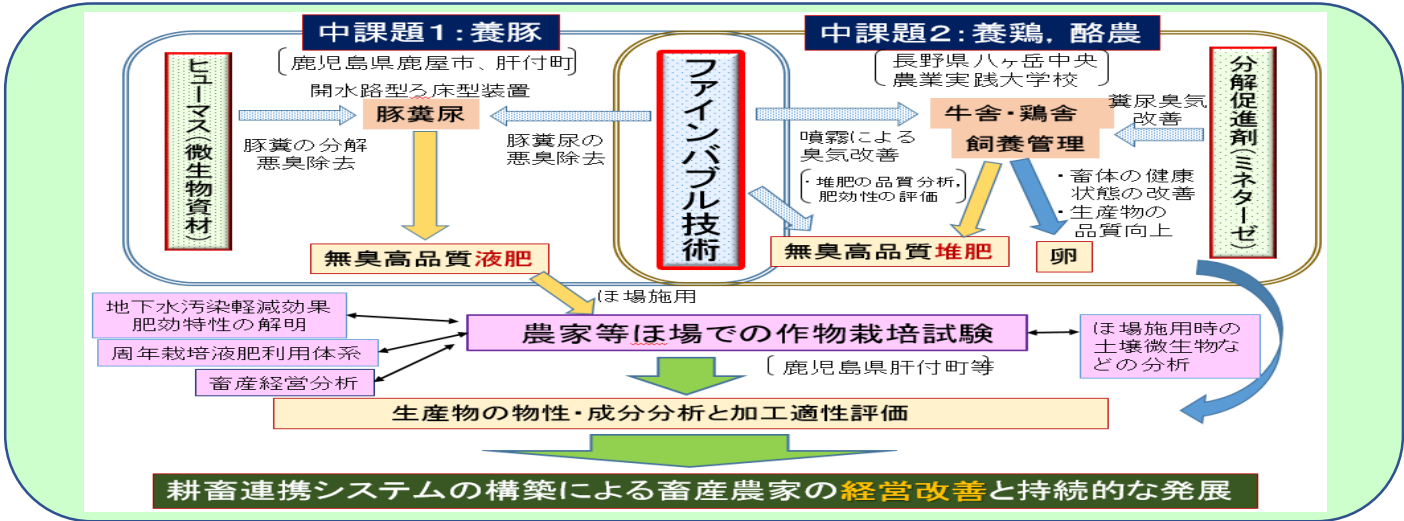 中課題1：養豚
鹿児島県鹿屋市、肝付町
開水路型ろ床型装置
ヒューマス(微生物資材)
豚糞尿
豚糞の分解
悪臭除去
豚糞尿の
悪臭除去
無臭高品質液肥
ファインバブル技術
中課題2：養鶏，酪農
長野県八ヶ岳中央
農業実践大学校
牛舎・鶏舎
飼養管理
糞尿臭気
改善
分解促進剤(ミネターゼ)
噴霧による
臭気改善
・堆肥の品質分析，
肥効性の評価
・畜体の健康
状態の改善
・生産物の
品質向上
無臭高品質堆肥
卵
ほ場施用
地下水汚染軽減効果
肥効特性の解明
周年栽培液肥利用体系
畜産経営分析
農家等ほ場での作物栽培試験
鹿児島県肝付町等
ほ場施用時の
土壌微生物な
どの分析
生産物の物性・成分分析と加工適性評価
耕畜連携システムの構築による畜産農家の経営改善と持続的な発展